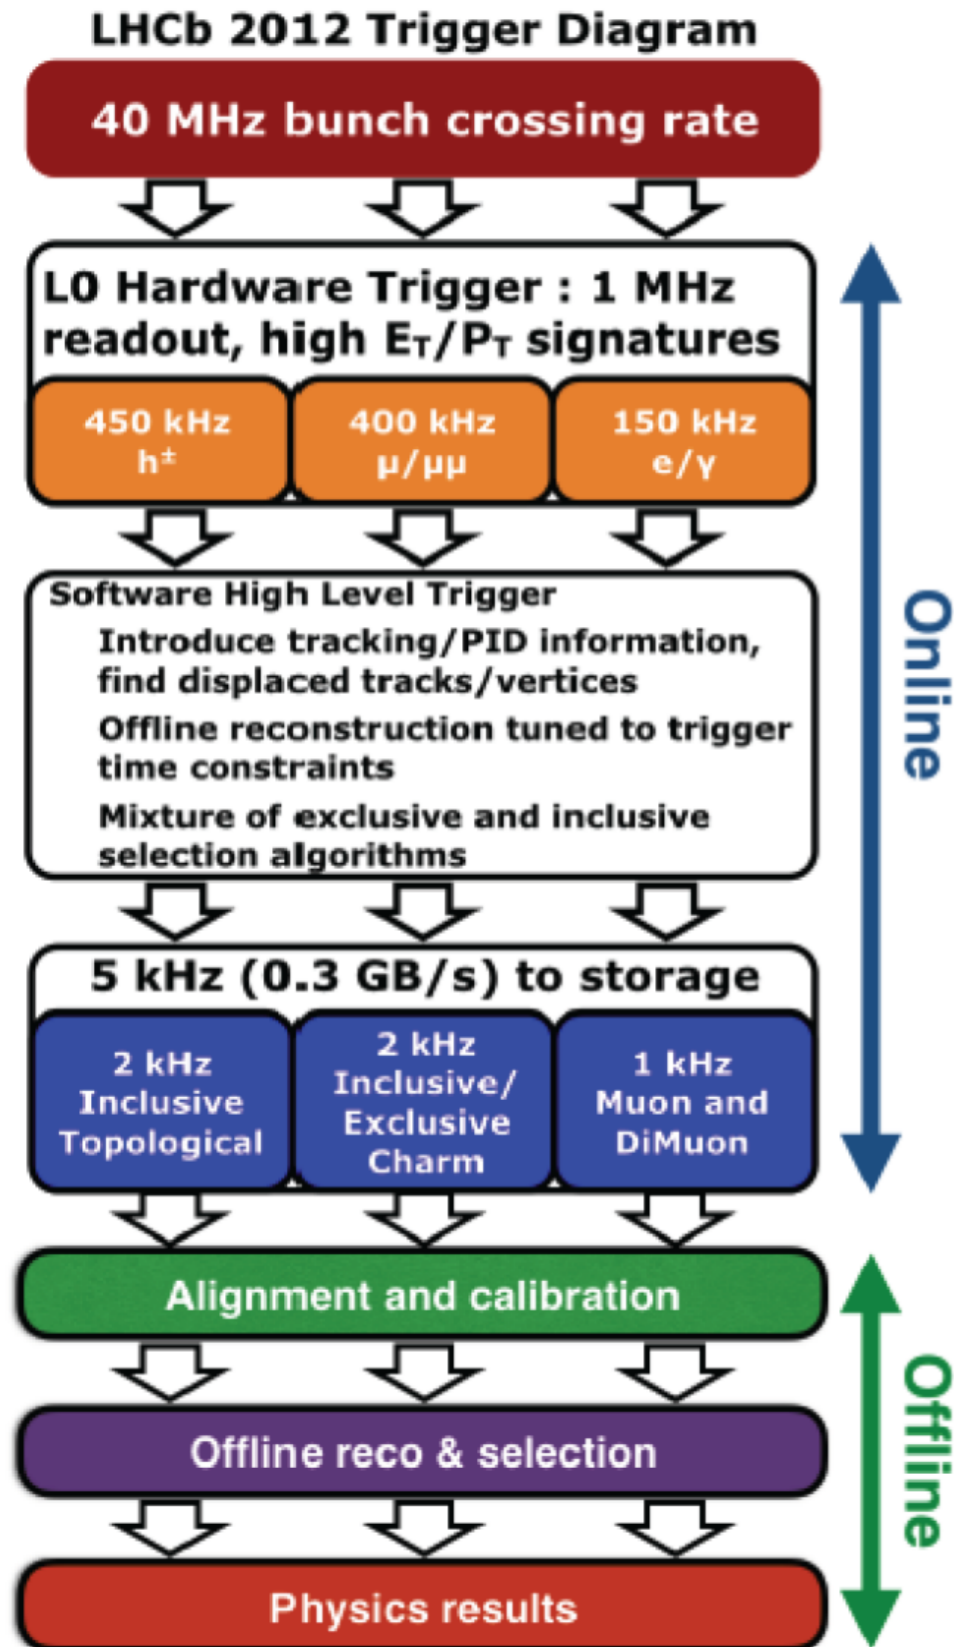 LHCb 2012 Trigger Diagram
40 MHz bunch crossing rate
L0 Hardware Trigger : 1 MHz
readout, high ET/PT signatures
450 kHz
h±
400 kHz
μ/μμ
150 kHz
e/γ
Software High Level Trigger
Introduce tracking/PID information,
find displaced tracks/vertices
Offline reconstruction tuned to trigger
time constraints
Mixture of exclusive and inclusive
selection algorithms
5 kHz (0.3 GB/s) to storage
2 kHz
Inclusive
Topological
2 kHz
Inclusive/
Exclusive
Charm
1 kHz
Muon and
DiMuon
Online
Alignment and calibration
Offline reco & selection
Physics results
Offline